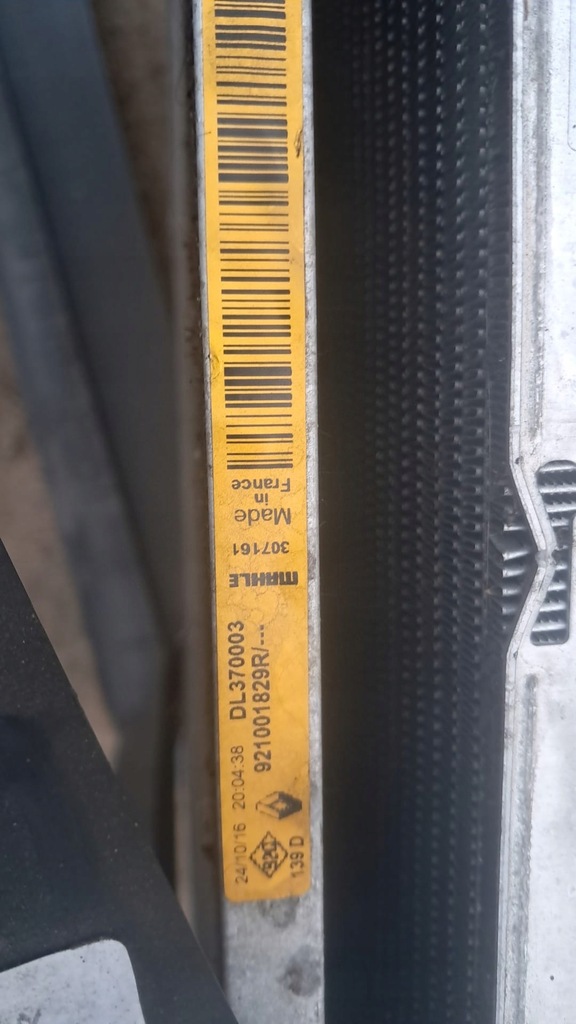 24/10/16 20:04:38 DL370003
921001829R/---
139 D
MAHLE
307161
Made
in
France